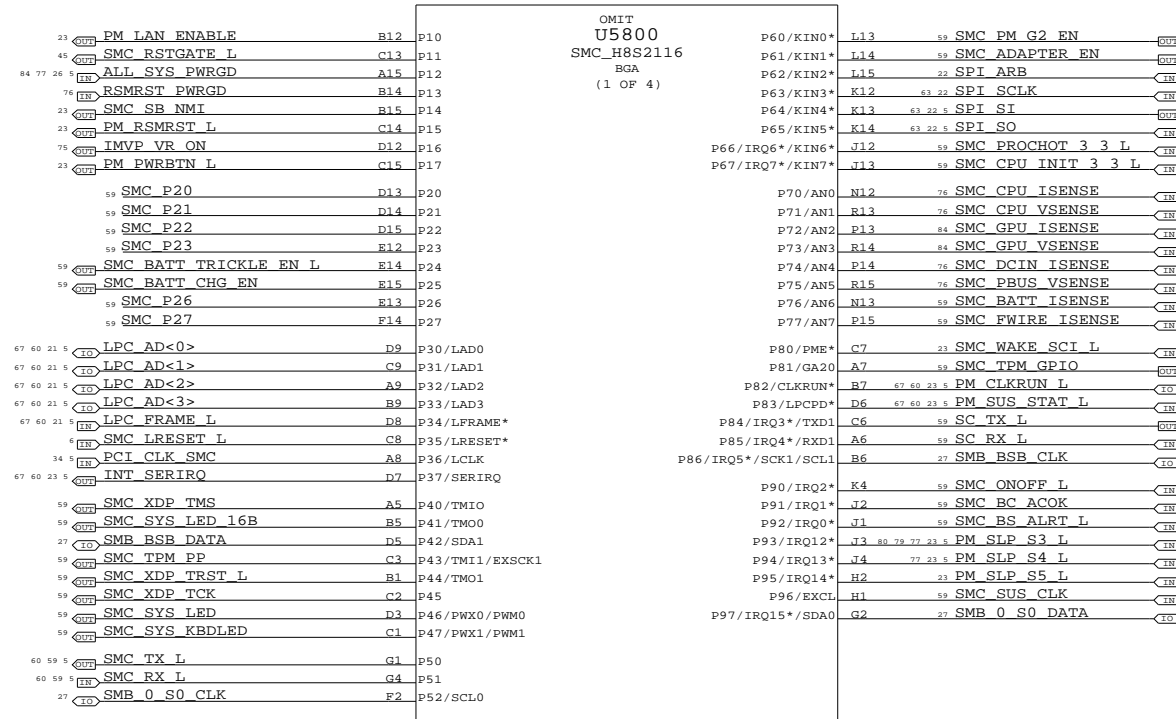 OMIT
U5800
SMC_H8S2116
BGA
(1 OF 4)
23 OUT PM_LAN_ENABLE B12 P10
45 OUT SMC_RSTGATE_L C13 P11
84 77 26 5 IN ALL_SYS_PWRGD A15 P12
76 IN RSMRST_PWRGD B14 P13
23 OUT SMC_SB_NMI B15 P14
23 OUT PM_RSMRST_L C14 P15
75 OUT IMVP_VR_ON D12 P16
23 OUT PM_PWRBTN_L C15 P17
59 SMC_P20 D13 P20
59 SMC_P21 D14 P21
59 SMC_P22 D15 P22
59 SMC_P23 E12 P23
59 OUT SMC_BATT_TRICKLE_EN_L E14 P24
59 OUT SMC_BATT_CHG_EN E15 P25
59 SMC_P26 E13 P26
59 SMC_P27 F14 P27
67 60 21 5 IO LPC_AD<0> D9 P30/LAD0
67 60 21 5 IO LPC_AD<1> C9 P31/LAD1
67 60 21 5 IO LPC_AD<2> A9 P32/LAD2
67 60 21 5 IO LPC_AD<3> B9 P33/LAD3
67 60 21 5 IN LPC_FRAME_L D8 P34/LFRAME*
6 IN SMC_LRESET_L C8 P35/LRESET*
34 5 IN PCI_CLK_SMC A8 P36/LCLK
67 60 23 5 OUT INT_SERIRQ D7 P37/SERIRQ
59 OUT SMC_XDP_TMS A5 P40/TMIO
59 OUT SMC_SYS_LED_16B B5 P41/TMO0
27 IO SMB_BSB_DATA D5 P42/SDA1
59 OUT SMC_TPM_PP C3 P43/TMI1/EXSCK1
59 OUT SMC_XDP_TRST_L B1 P44/TMO1
59 OUT SMC_XDP_TCK C2 P45
59 OUT SMC_SYS_LED D3 P46/PWX0/PWM0
59 OUT SMC_SYS_KBDLED C1 P47/PWX1/PWM1
60 59 5 OUT SMC_TX_L G1 P50
60 59 5 IN SMC_RX_L G4 P51
27 IO SMB_0_S0_CLK F2 P52/SCL0
P60/KIN0* L13 59 SMC_PM_G2_EN OUT
P61/KIN1* L14 59 SMC_ADAPTER_EN OUT
P62/KIN2* L15 22 SPI_ARB IN
P63/KIN3* K12 63 22 SPI_SCLK IN
P64/KIN4* K13 63 22 5 SPI_SI OUT
P65/KIN5* K14 63 22 5 SPI_SO IN
P66/IRQ6*/KIN6* J12 59 SMC_PROCHOT_3_3_L IN
P67/IRQ7*/KIN7* J13 59 SMC_CPU_INIT_3_3_L IN
P70/AN0 N12 76 SMC_CPU_ISENSE IN
P71/AN1 R13 76 SMC_CPU_VSENSE IN
P72/AN2 P13 84 SMC_GPU_ISENSE IN
P73/AN3 R14 84 SMC_GPU_VSENSE IN
P74/AN4 P14 76 SMC_DCIN_ISENSE IN
P75/AN5 R15 76 SMC_PBUS_VSENSE IN
P76/AN6 N13 59 SMC_BATT_ISENSE IN
P77/AN7 P15 59 SMC_FWIRE_ISENSE IN
P80/PME* C7 23 SMC_WAKE_SCI_L IN
P81/GA20 A7 59 SMC_TPM_GPIO OUT
P82/CLKRUN* B7 67 60 23 5 PM_CLKRUN_L IO
P83/LPCPD* D6 67 60 23 5 PM_SUS_STAT_L IN
P84/IRQ3*/TXD1 C6 59 SC_TX_L OUT
P85/IRQ4*/RXD1 A6 59 SC_RX_L IN
P86/IRQ5*/SCK1/SCL1 B6 27 SMB_BSB_CLK IO
P90/IRQ2* K4 59 SMC_ONOFF_L IN
P91/IRQ1* J2 59 SMC_BC_ACOK IN
P92/IRQ0* J1 59 SMC_BS_ALRT_L IN
P93/IRQ12* J3 80 79 77 23 5 PM_SLP_S3_L IN
P94/IRQ13* J4 77 23 5 PM_SLP_S4_L IN
P95/IRQ14* H2 23 PM_SLP_S5_L IN
P96/EXCL H1 59 SMC_SUS_CLK IN
P97/IRQ15*/SDA0 G2 27 SMB_0_S0_DATA IO